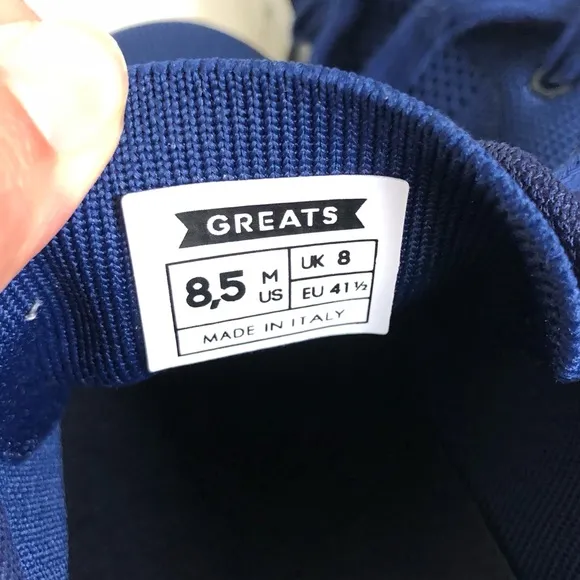 GREATS
8,5 M US
UK 8
EU 41 ½
MADE IN ITALY